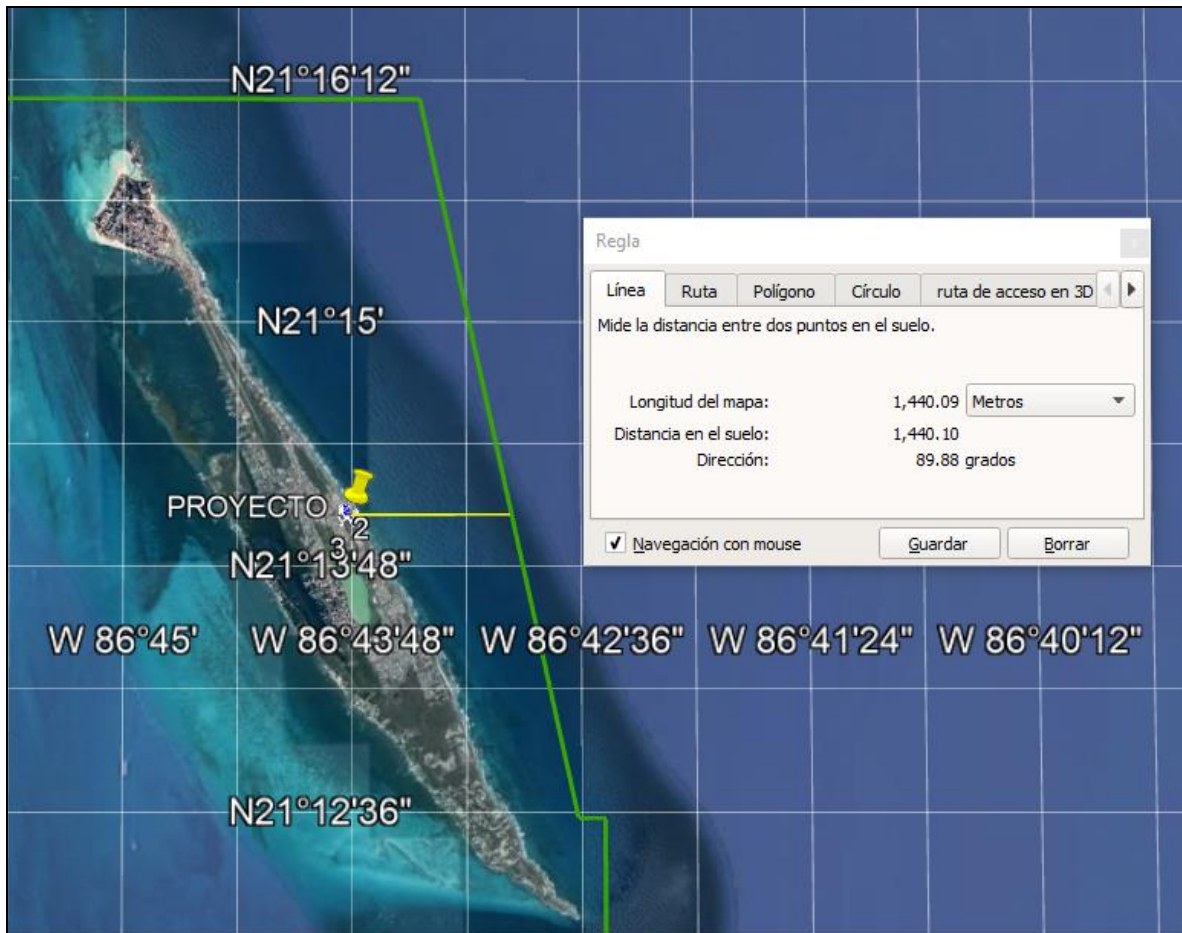 N21°16'12"
Regla
Línea Ruta Polígono Círculo ruta de acceso en 3D
N21°15'
Mide la distancia entre dos puntos en el suelo.
Longitud del mapa: 1,440.09 Metros
Distancia en el suelo: 1,440.10
Dirección: 89.88 grados
PROYECTO
2
3
Navegación con mouse Guardar Borrar
N21°13'48"
W 86°45' W 86°43'48" W 86°42'36" W 86°41'24" W 86°40'12"
N21°12'36"